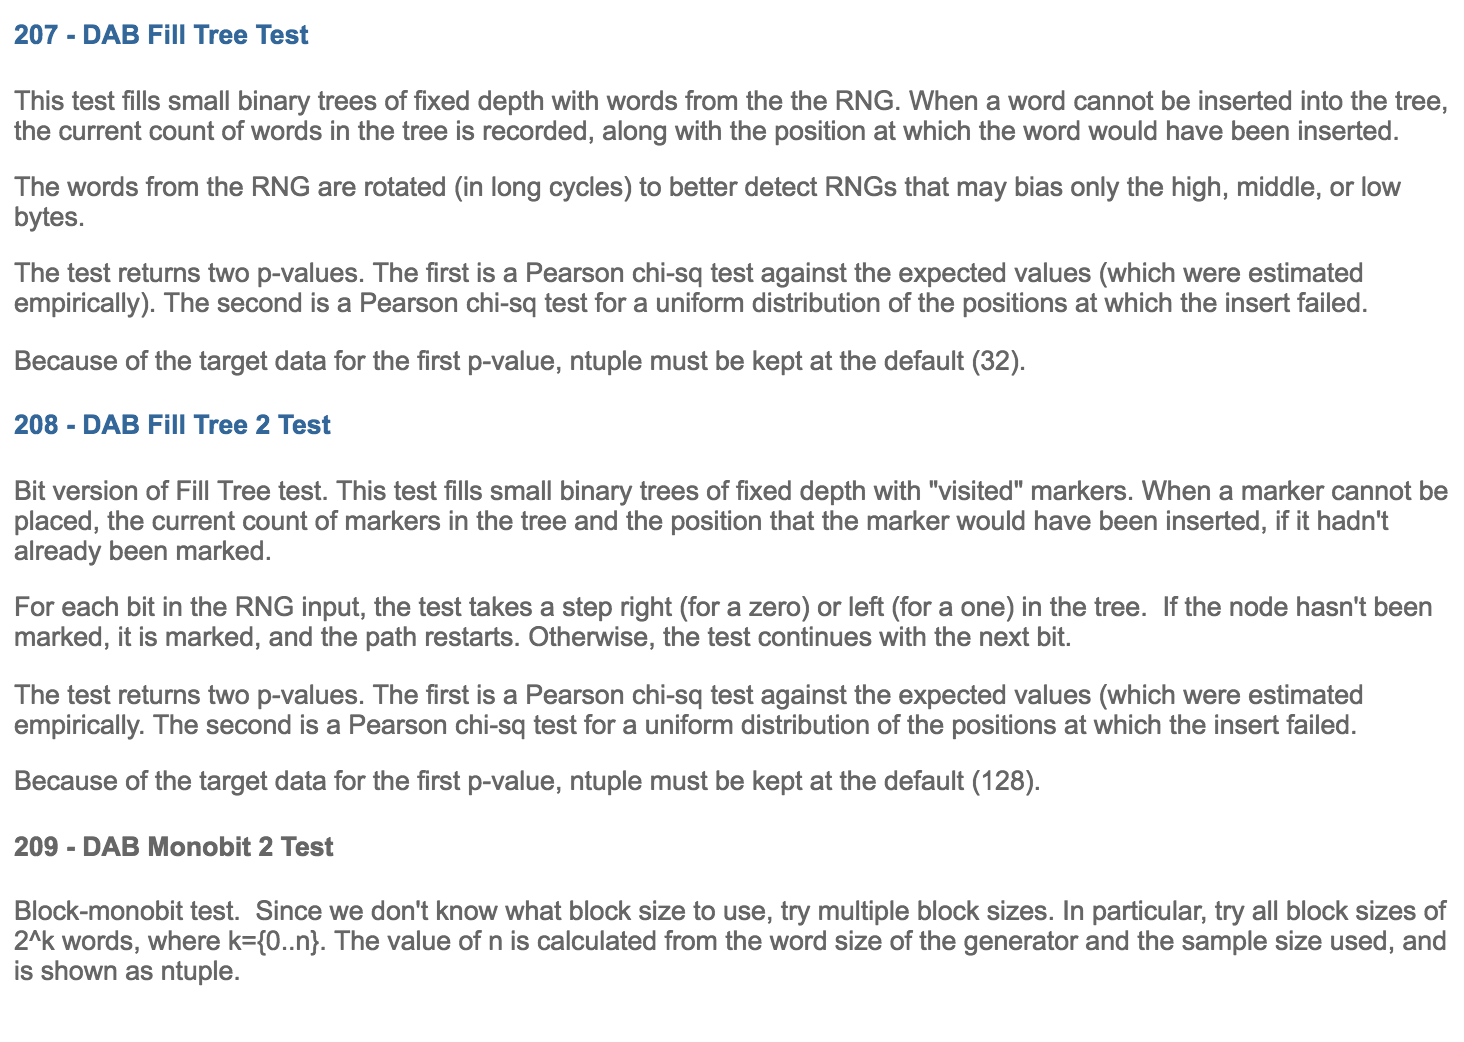 207 - DAB Fill Tree Test
This test fills small binary trees of fixed depth with words from the the RNG. When a word cannot be inserted into the tree,
the current count of words in the tree is recorded, along with the position at which the word would have been inserted.
The words from the RNG are rotated (in long cycles) to better detect RNGs that may bias only the high, middle, or low
bytes.
The test returns two p-values. The first is a Pearson chi-sq test against the expected values (which were estimated
empirically). The second is a Pearson chi-sq test for a uniform distribution of the positions at which the insert failed.
Because of the target data for the first p-value, ntuple must be kept at the default (32).
208 - DAB Fill Tree 2 Test
Bit version of Fill Tree test. This test fills small binary trees of fixed depth with "visited" markers. When a marker cannot be
placed, the current count of markers in the tree and the position that the marker would have been inserted, if it hadn't
already been marked.
For each bit in the RNG input, the test takes a step right (for a zero) or left (for a one) in the tree.  If the node hasn't been
marked, it is marked, and the path restarts. Otherwise, the test continues with the next bit.
The test returns two p-values. The first is a Pearson chi-sq test against the expected values (which were estimated
empirically. The second is a Pearson chi-sq test for a uniform distribution of the positions at which the insert failed.
Because of the target data for the first p-value, ntuple must be kept at the default (128).
209 - DAB Monobit 2 Test
Block-monobit test.  Since we don't know what block size to use, try multiple block sizes. In particular, try all block sizes of
2^k words, where k={0..n}. The value of n is calculated from the word size of the generator and the sample size used, and
is shown as ntuple.